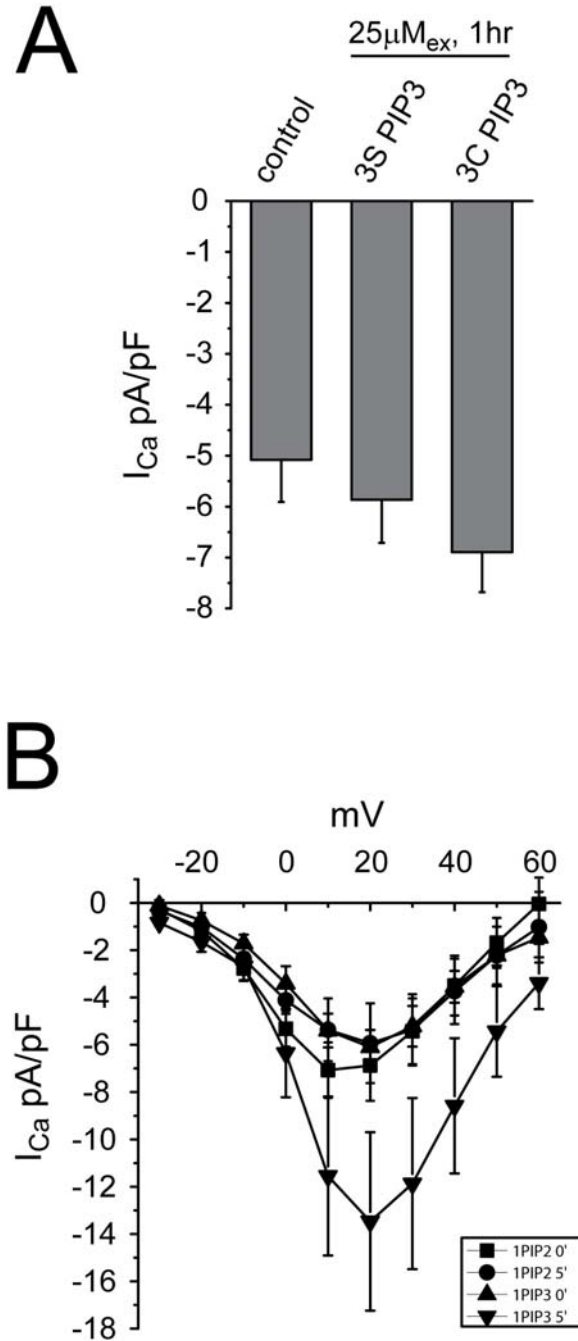 A
25μMex, 1hr
control
3S PIP3
3C PIP3
0
-1
-2
-3
-4
-5
-6
-7
-8
ICa pA/pF
B
mV
-20 0 20 40 60
0
-2
-4
-6
-8
-10
-12
-14
-16
-18
ICa pA/pF
1PIP2 0'
1PIP2 5'
1PIP3 0'
1PIP3 5'